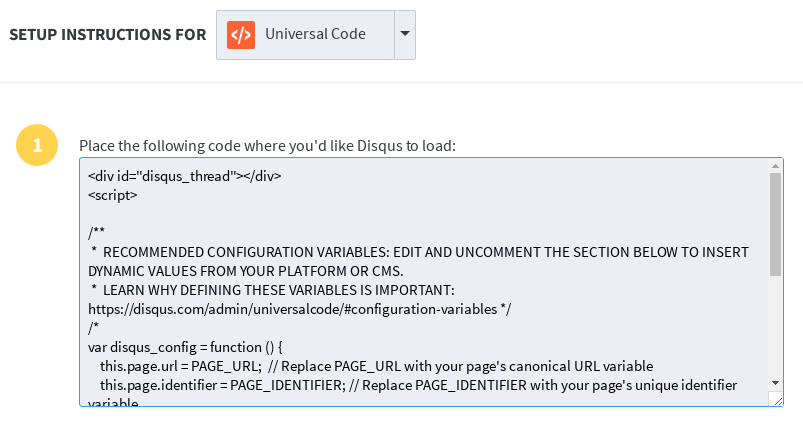 SETUP INSTRUCTIONS FOR </> Universal Code
1 Place the following code where you'd like Disqus to load:
<div id="disqus_thread"></div>
<script>
/**
 *  RECOMMENDED CONFIGURATION VARIABLES: EDIT AND UNCOMMENT THE SECTION BELOW TO INSERT
DYNAMIC VALUES FROM YOUR PLATFORM OR CMS.
 *  LEARN WHY DEFINING THESE VARIABLES IS IMPORTANT:
https://disqus.com/admin/universalcode/#configuration-variables */
/*
var disqus_config = function () {
    this.page.url = PAGE_URL;  // Replace PAGE_URL with your page's canonical URL variable
    this.page.identifier = PAGE_IDENTIFIER; // Replace PAGE_IDENTIFIER with your page's unique identifier
variable